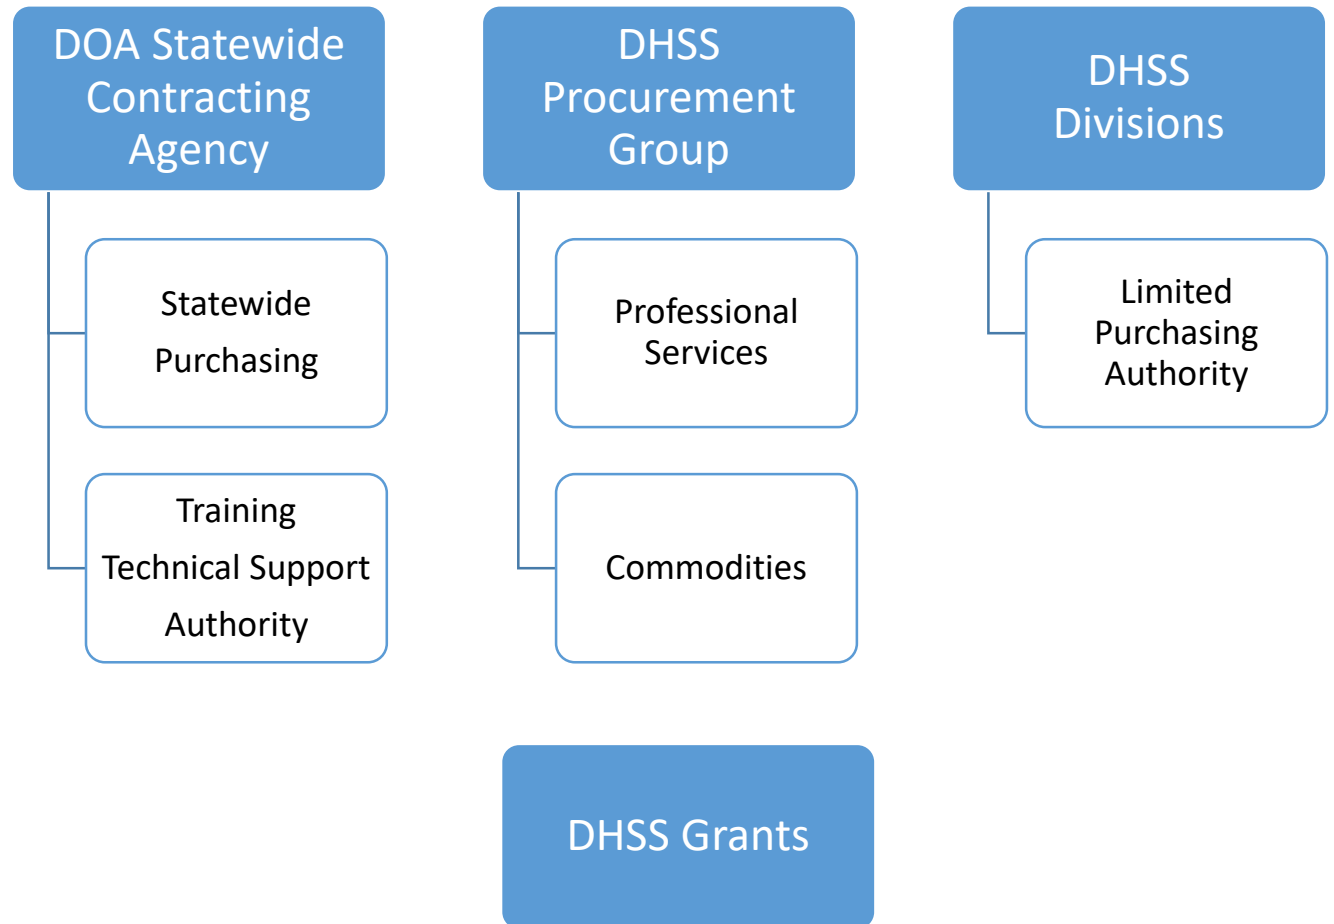 DOA Statewide
Contracting
Agency
Statewide
Purchasing
Training
Technical Support
Authority
DHSS
Procurement
Group
Professional
Services
Commodities
DHSS
Divisions
Limited
Purchasing
Authority
DHSS Grants